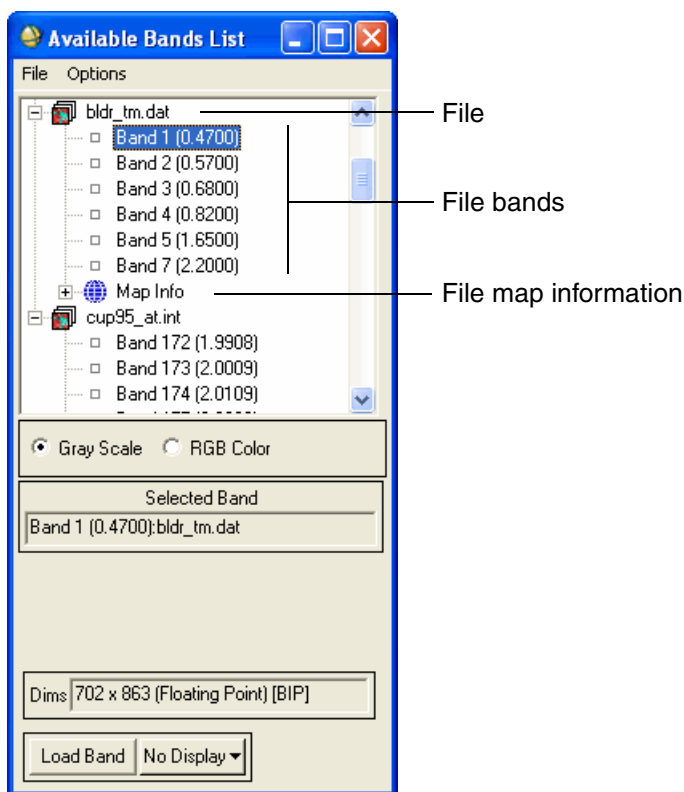 Available Bands List
File Options
bldr_tm.dat
File
Band 1 (0.4700)
Band 2 (0.5700)
Band 3 (0.6800)
File bands
Band 4 (0.8200)
Band 5 (1.6500)
Band 7 (2.2000)
Map Info
File map information
cup95_at.int
Band 172 (1.9908)
Band 173 (2.0009)
Band 174 (2.0109)
Gray Scale RGB Color
Selected Band
Band 1 (0.4700):bldr_tm.dat
Dims 702 x 863 (Floating Point) [BIP]
Load Band No Display